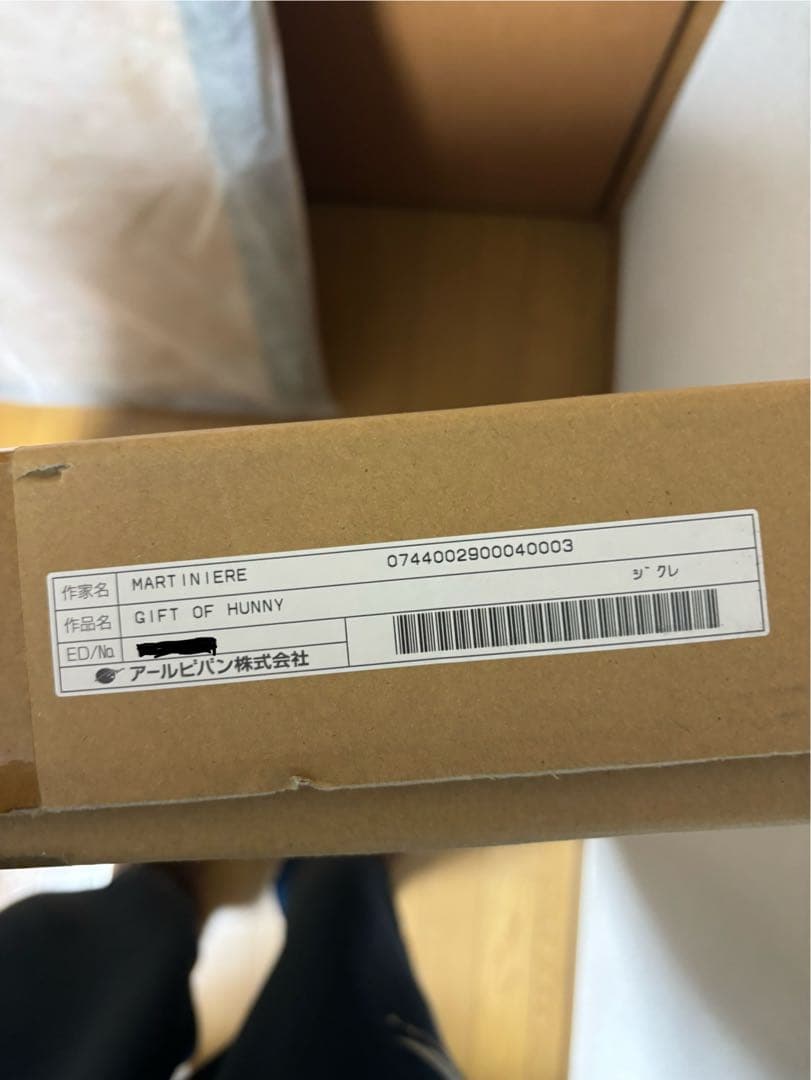 作家名 MARTINIERE 0744002900040003
作品名 GIFT OF HUNNY ジクレ
ED/No.
アールビバン株式会社